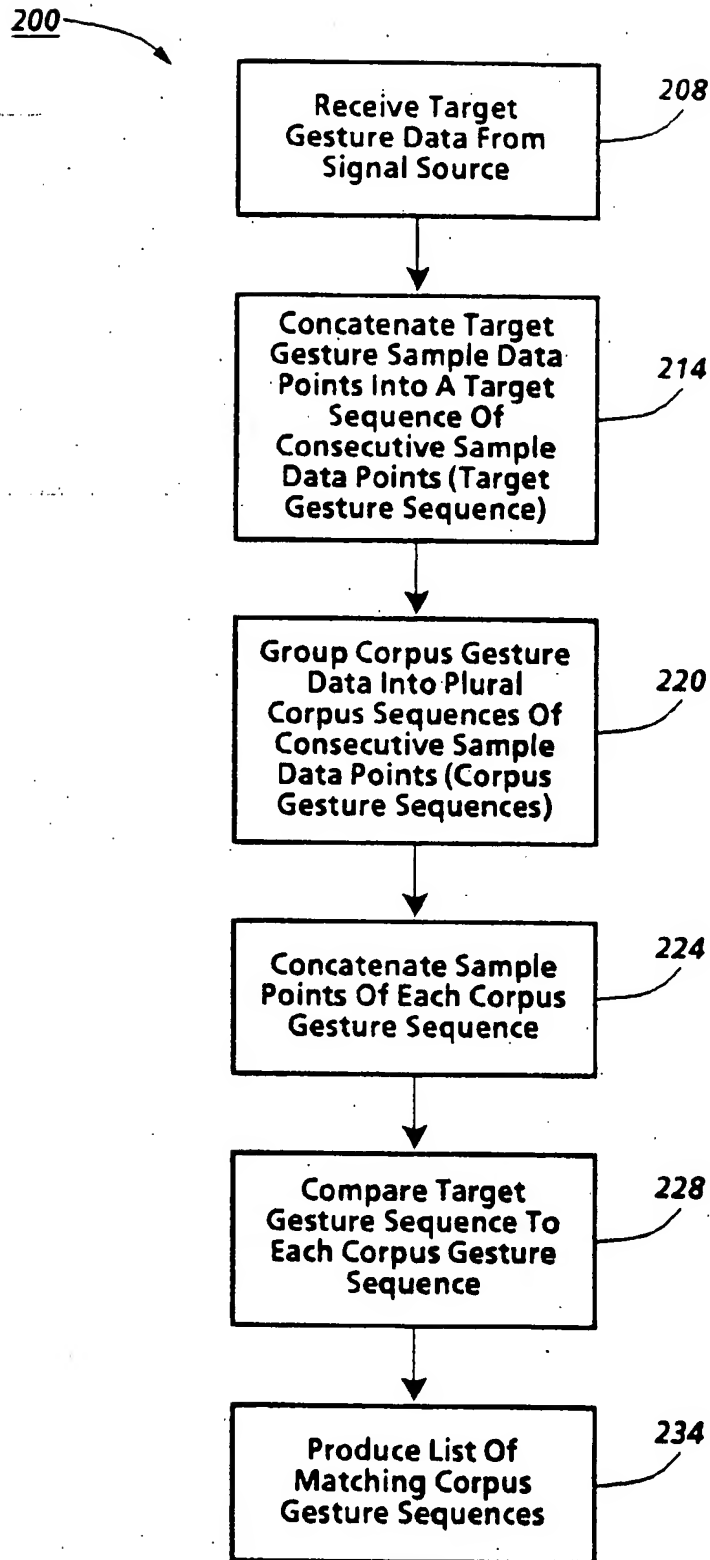 200
Receive Target
Gesture Data From
Signal Source
208
Concatenate Target
Gesture Sample Data
Points Into A Target
Sequence Of
Consecutive Sample
Data Points (Target
Gesture Sequence)
214
Group Corpus Gesture
Data Into Plural
Corpus Sequences Of
Consecutive Sample
Data Points (Corpus
Gesture Sequences)
220
Concatenate Sample
Points Of Each Corpus
Gesture Sequence
224
Compare Target
Gesture Sequence To
Each Corpus Gesture
Sequence
228
Produce List Of
Matching Corpus
Gesture Sequences
234